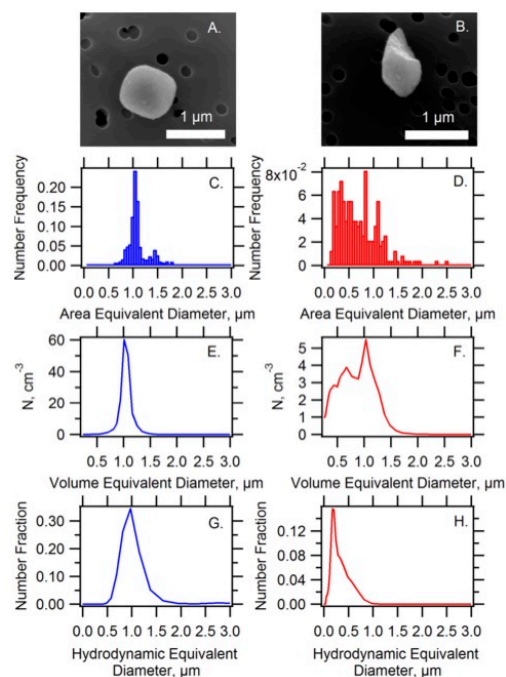 A.
1 µm
B.
1 µm
Number Frequency
0.20
0.15
0.10
0.05
0.00
C.
0.0 0.5 1.0 1.5 2.0 2.5 3.0
Area Equivalent Diameter, µm
Number Frequency
8x10-2
6
4
2
0
D.
0.0 0.5 1.0 1.5 2.0 2.5 3.0
Area Equivalent Diameter, µm
N, cm-3
60
40
20
0
E.
0.5 1.0 1.5 2.0 2.5 3.0
Volume Equivalent Diameter, µm
N, cm-3
5
4
3
2
1
0
F.
0.5 1.0 1.5 2.0 2.5 3.0
Volume Equivalent Diameter, µm
Number Fraction
0.30
0.20
0.10
0.00
G.
0.0 0.5 1.0 1.5 2.0 2.5 3.0
Hydrodynamic Equivalent
Diameter, µm
Number Fraction
0.12
0.08
0.04
0.00
H.
0.0 0.5 1.0 1.5 2.0 2.5 3.0
Hydrodynamic Equivalent
Diameter, µm